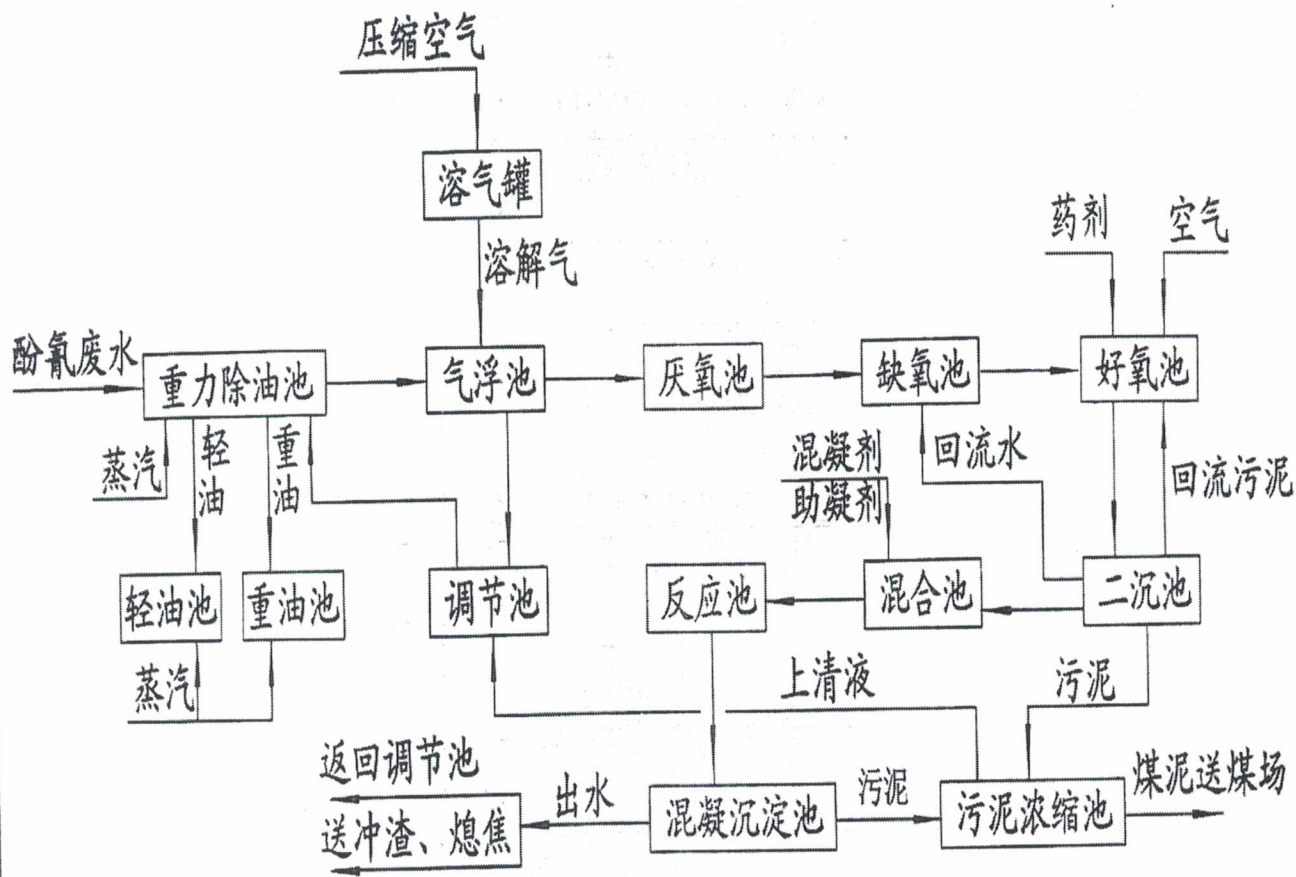 压缩空气
溶气罐
溶解气
药剂
空气
酚氰废水
重力除油池
气浮池
厌氧池
缺氧池
好氧池
蒸汽
轻油
重油
混凝剂
助凝剂
回流水
回流污泥
轻油池
重油池
调节池
反应池
混合池
二沉池
蒸汽
上清液
污泥
返回调节池
送冲渣、熄焦
出水
混凝沉淀池
污泥
污泥浓缩池
煤泥送煤场